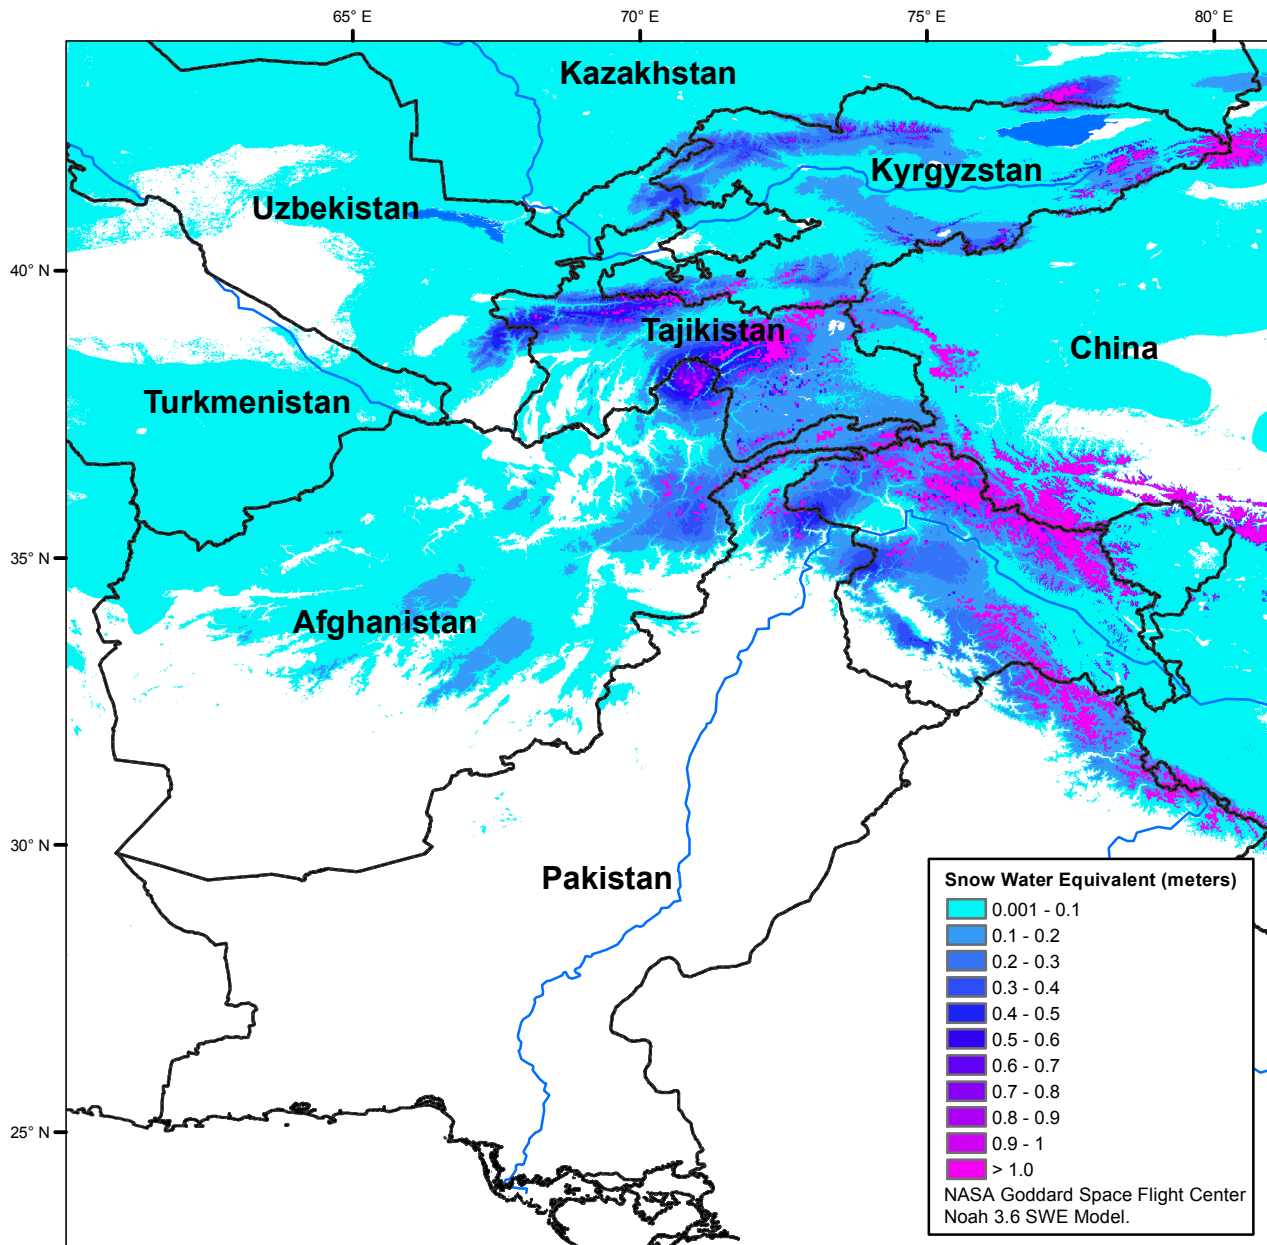 65° E
70° E
75° E
80° E
Kazakhstan
Kyrgyzstan
Uzbekistan
40° N
Tajikistan
China
Turkmenistan
35° N
Afghanistan
30° N
Pakistan
25° N
Snow Water Equivalent (meters)
0.001 - 0.1
0.1 - 0.2
0.2 - 0.3
0.3 - 0.4
0.4 - 0.5
0.5 - 0.6
0.6 - 0.7
0.7 - 0.8
0.8 - 0.9
0.9 - 1
> 1.0
NASA Goddard Space Flight Center
Noah 3.6 SWE Model.